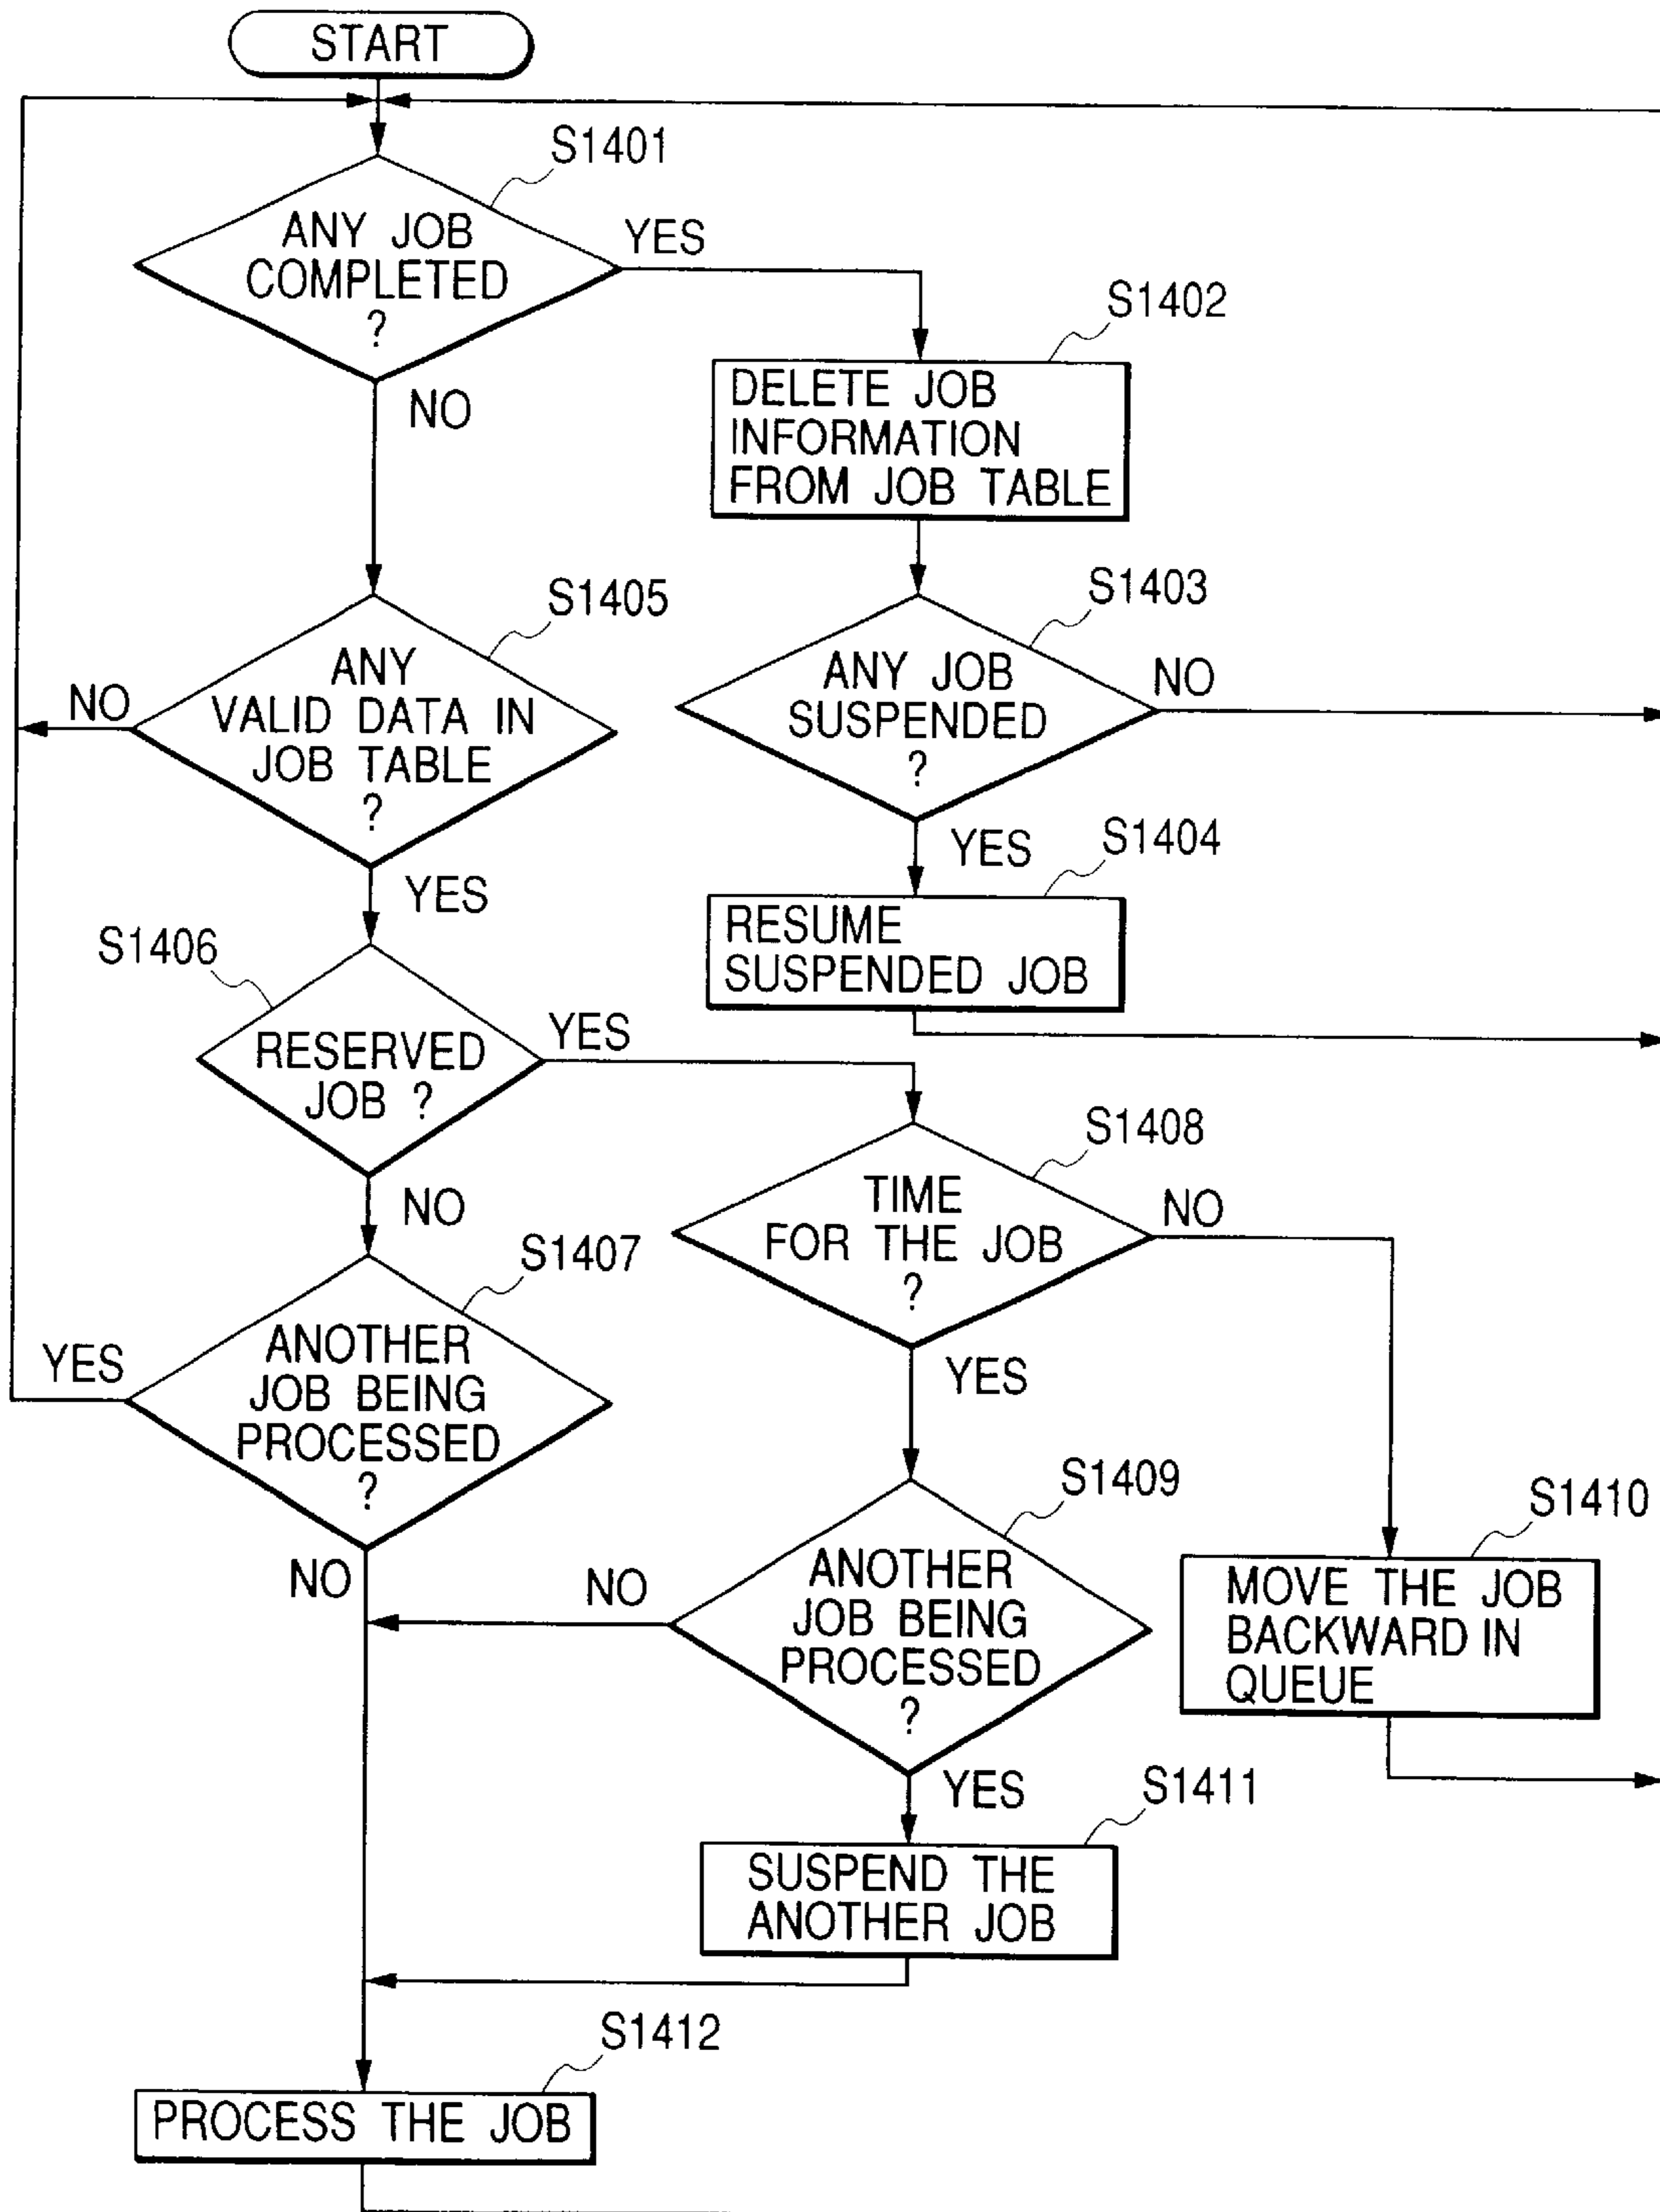 START
S1401
ANY JOB
COMPLETED
?
YES
NO
S1402
DELETE JOB
INFORMATION
FROM JOB TABLE
S1405
ANY
VALID DATA IN
JOB TABLE
?
NO
YES
S1403
ANY JOB
SUSPENDED
?
NO
YES
S1404
RESUME
SUSPENDED JOB
S1406
RESERVED
JOB ?
YES
NO
S1408
TIME
FOR THE JOB
?
NO
YES
S1407
ANOTHER
JOB BEING
PROCESSED
?
YES
NO
S1409
ANOTHER
JOB BEING
PROCESSED
?
NO
YES
S1410
MOVE THE JOB
BACKWARD IN
QUEUE
S1411
SUSPEND THE
ANOTHER JOB
S1412
PROCESS THE JOB